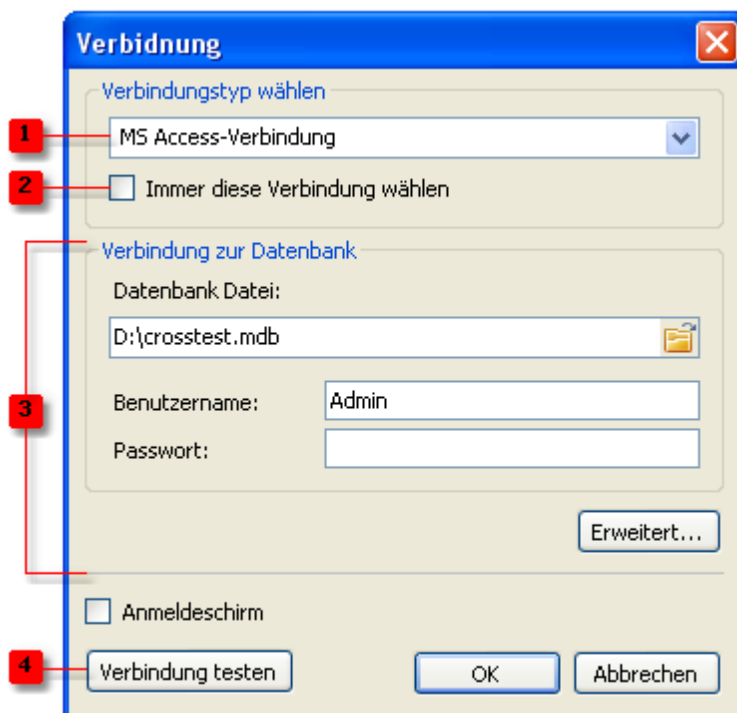 Verbidnung
Verbindungstyp wählen
1
MS Access-Verbindung
2
Immer diese Verbindung wählen
Verbindung zur Datenbank
Datenbank Datei:
D:\crosstest.mdb
3
Benutzername:
Admin
Passwort:
Erweitert...
Anmeldeschirm
4
Verbindung testen
OK
Abbrechen